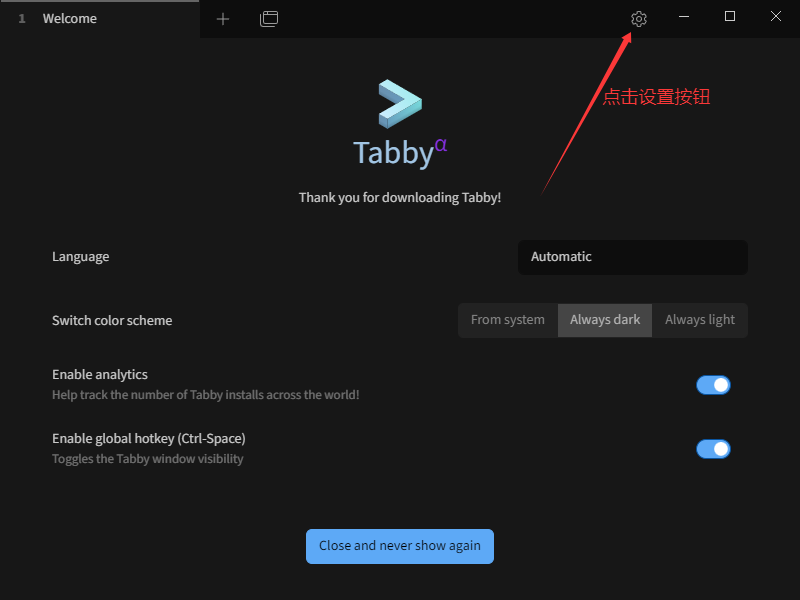 1 Welcome
点击设置按钮
Tabbyα
Thank you for downloading Tabby!
Language
Automatic
Switch color scheme
From system
Always dark
Always light
Enable analytics
Help track the number of Tabby installs across the world!
Enable global hotkey (Ctrl-Space)
Toggles the Tabby window visibility
Close and never show again